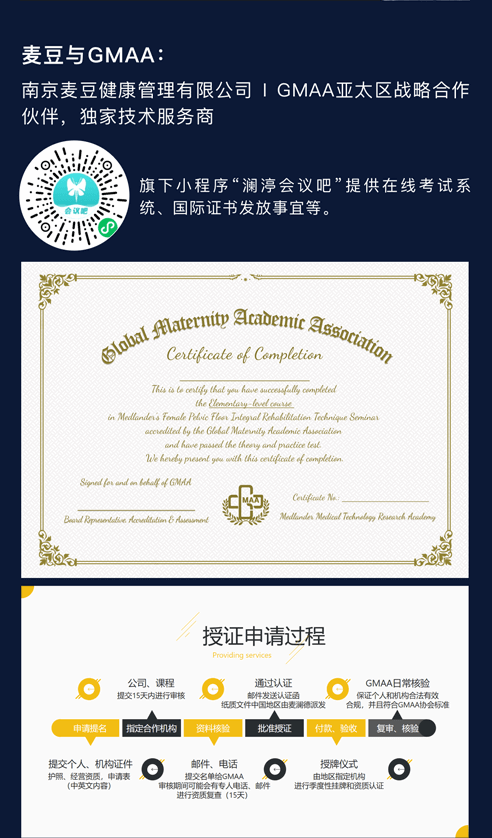 麦豆与GMAA：
南京麦豆健康管理有限公司 I GMAA亚太区战略合作
伙伴，独家技术服务商
会议吧
旗下小程序“澜渟会议吧”提供在线考试系
统、国际证书发放事宜等。
Global Maternity Academic Association
Certificate of Completion
This is to certify that you have successfully completed
the Elementary-level course
in Medlander's Female Pelvic Floor Integral Rehabilitation Technique Seminar
accredited by the Global Maternity Academic Association
and have passed the theory and practice test.
We hereby present you with this certificate of completion.
Signed for and on behalf of GMAA
Certificate No.:
MAA
Board Representative Accreditation & Assessment
Medlander Medical Technology Research Academy
授证申请过程
Providing services
公司、课程
提交15天内进行审核
通过认证
邮件发送认证函
纸质文件中国地区由麦澜德派发
GMAA日常核验
保证个人和机构合法有效
合规，并且符合GMAA协会标准
申请提名
指定合作机构
资料核验
批准授证
付款、验收
复审、核验
提交个人、机构证件
护照、经营资质，申请表
（中英文内容）
邮件、电话
提交名单给GMAA
审核期间可能会有专人电话、邮件
进行资质复查（15天）
授牌仪式
由地区指定机构
进行季度性挂牌和资质认证